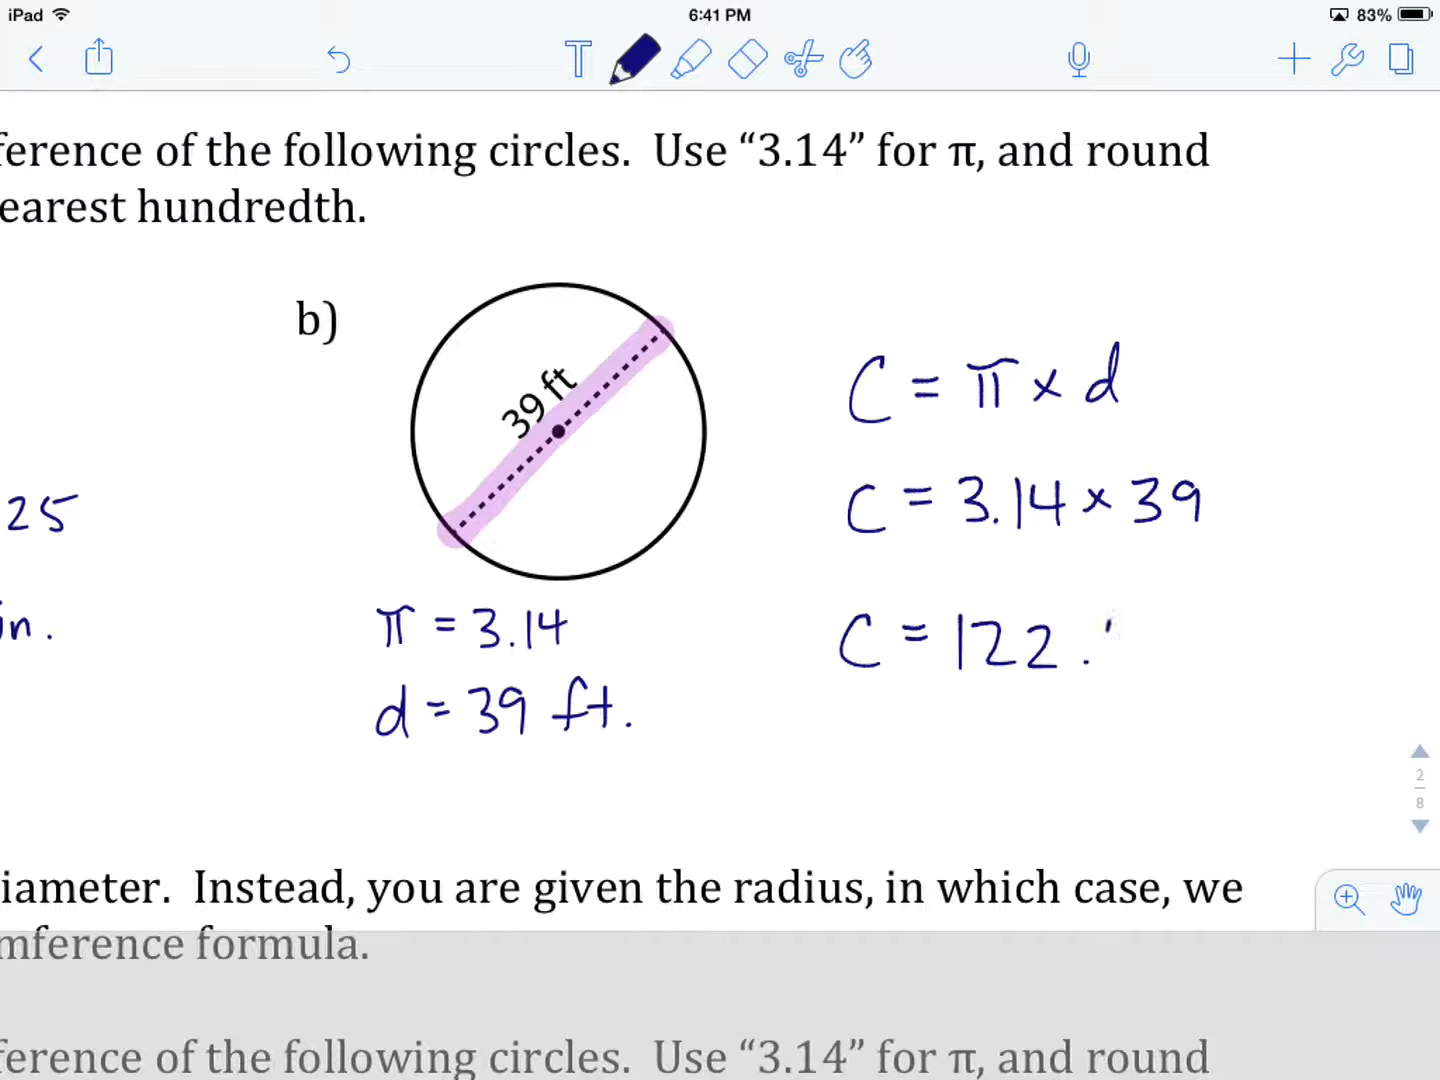 iPad 6:41 PM 83%
T
ference of the following circles. Use “3.14” for π, and round
earest hundredth.
b)
39 ft
C = π × d
C = 3.14 × 39
25
in.
π = 3.14
C = 122.
d = 39 ft.
2
8
iameter. Instead, you are given the radius, in which case, we
mference formula.
ference of the following circles. Use “3.14” for π, and round